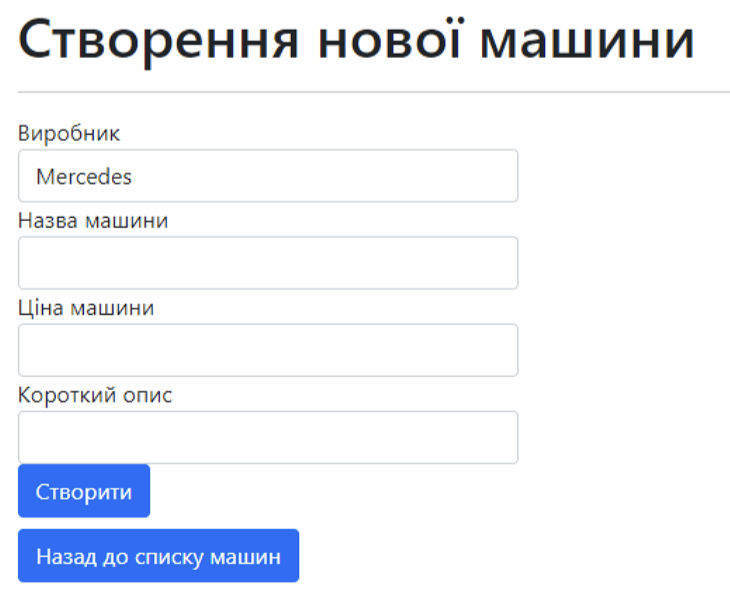 Створення нової машини
Виробник
Mercedes
Назва машини
Ціна машини
Короткий опис
Створити
Назад до списку машин